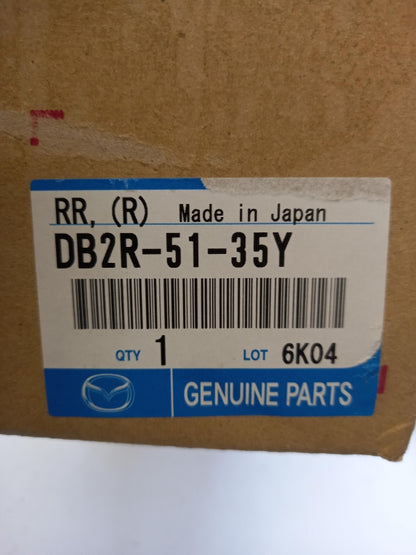 RR, (R) Made in Japan
DB2R-51-35Y
QTY 1 LOT 6K04
GENUINE PARTS